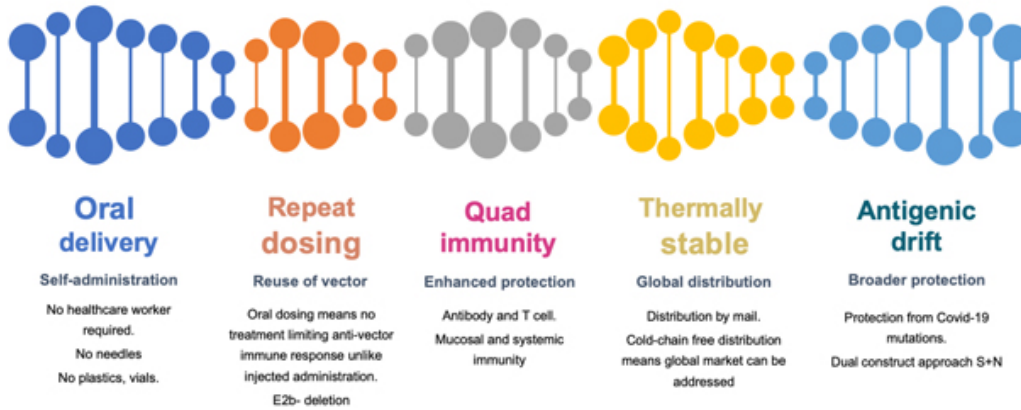 Oral
delivery
Self-administration
No healthcare worker
required.
No needles
No plastics, vials.
Repeat
dosing
Reuse of vector
Oral dosing means no
treatment limiting anti-vector
immune response unlike
injected administration.
E2b- deletion
Quad
immunity
Enhanced protection
Antibody and T cell.
Mucosal and systemic
immunity
Thermally
stable
Global distribution
Distribution by mail.
Cold-chain free distribution
means global market can be
addressed
Antigenic
drift
Broader protection
Protection from Covid-19
mutations.
Dual construct approach S+N